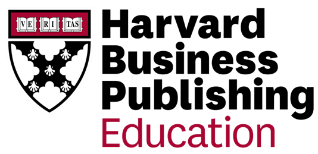 VE RI TAS
Harvard
Business
Publishing
Education